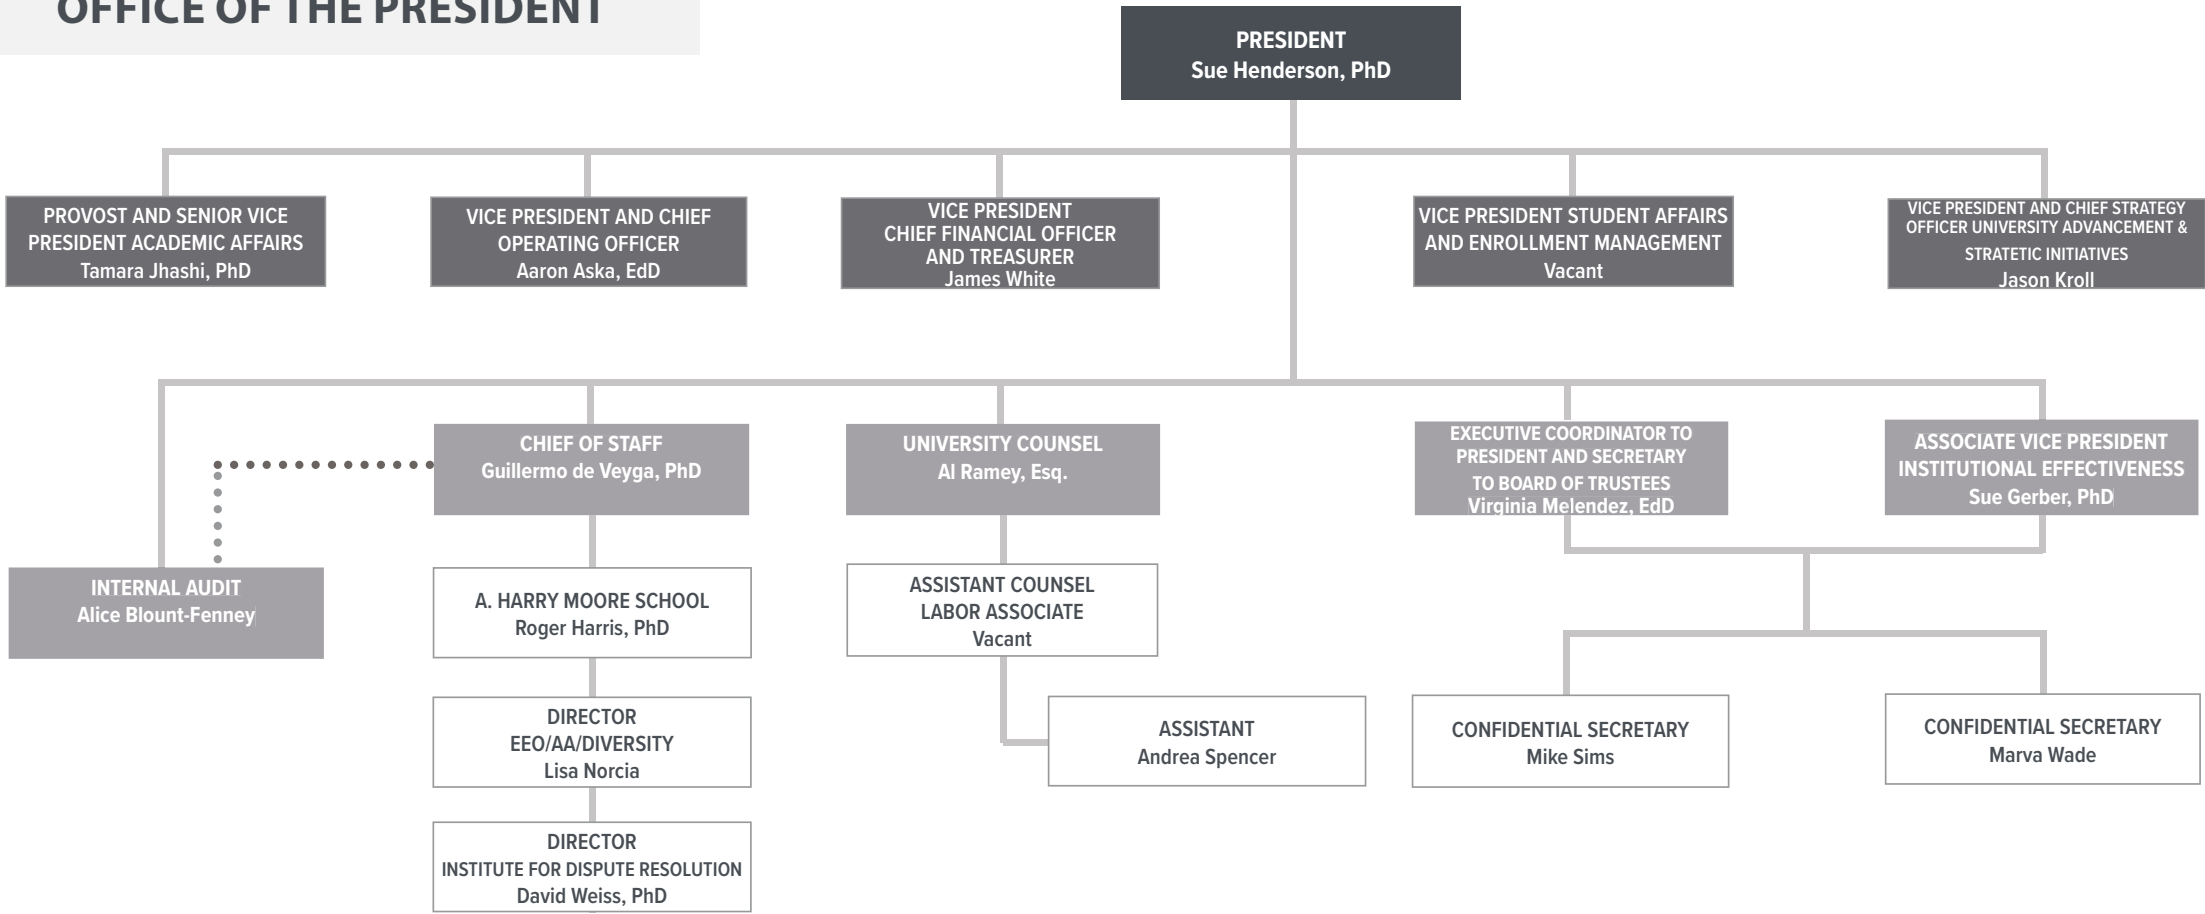 OFFICE OF THE PRESIDENT
PRESIDENT
Sue Henderson, PhD
PROVOST AND SENIOR VICE
PRESIDENT ACADEMIC AFFAIRS
Tamara Jhashi, PhD
VICE PRESIDENT AND CHIEF
OPERATING OFFICER
Aaron Aska, EdD
VICE PRESIDENT
CHIEF FINANCIAL OFFICER
AND TREASURER
James White
VICE PRESIDENT STUDENT AFFAIRS
AND ENROLLMENT MANAGEMENT
Vacant
VICE PRESIDENT AND CHIEF STRATEGY
OFFICER UNIVERSITY ADVANCEMENT &
STRATETIC INITIATIVES
Jason Kroll
CHIEF OF STAFF
Guillermo de Veyga, PhD
UNIVERSITY COUNSEL
Al Ramey, Esq.
EXECUTIVE COORDINATOR TO
PRESIDENT AND SECRETARY
TO BOARD OF TRUSTEES
Virginia Melendez, EdD
ASSOCIATE VICE PRESIDENT
INSTITUTIONAL EFFECTIVENESS
Sue Gerber, PhD
INTERNAL AUDIT
Alice Blount-Fenney
A. HARRY MOORE SCHOOL
Roger Harris, PhD
ASSISTANT COUNSEL
LABOR ASSOCIATE
Vacant
DIRECTOR
EEO/AA/DIVERSITY
Lisa Norcia
ASSISTANT
Andrea Spencer
CONFIDENTIAL SECRETARY
Mike Sims
CONFIDENTIAL SECRETARY
Marva Wade
DIRECTOR
INSTITUTE FOR DISPUTE RESOLUTION
David Weiss, PhD